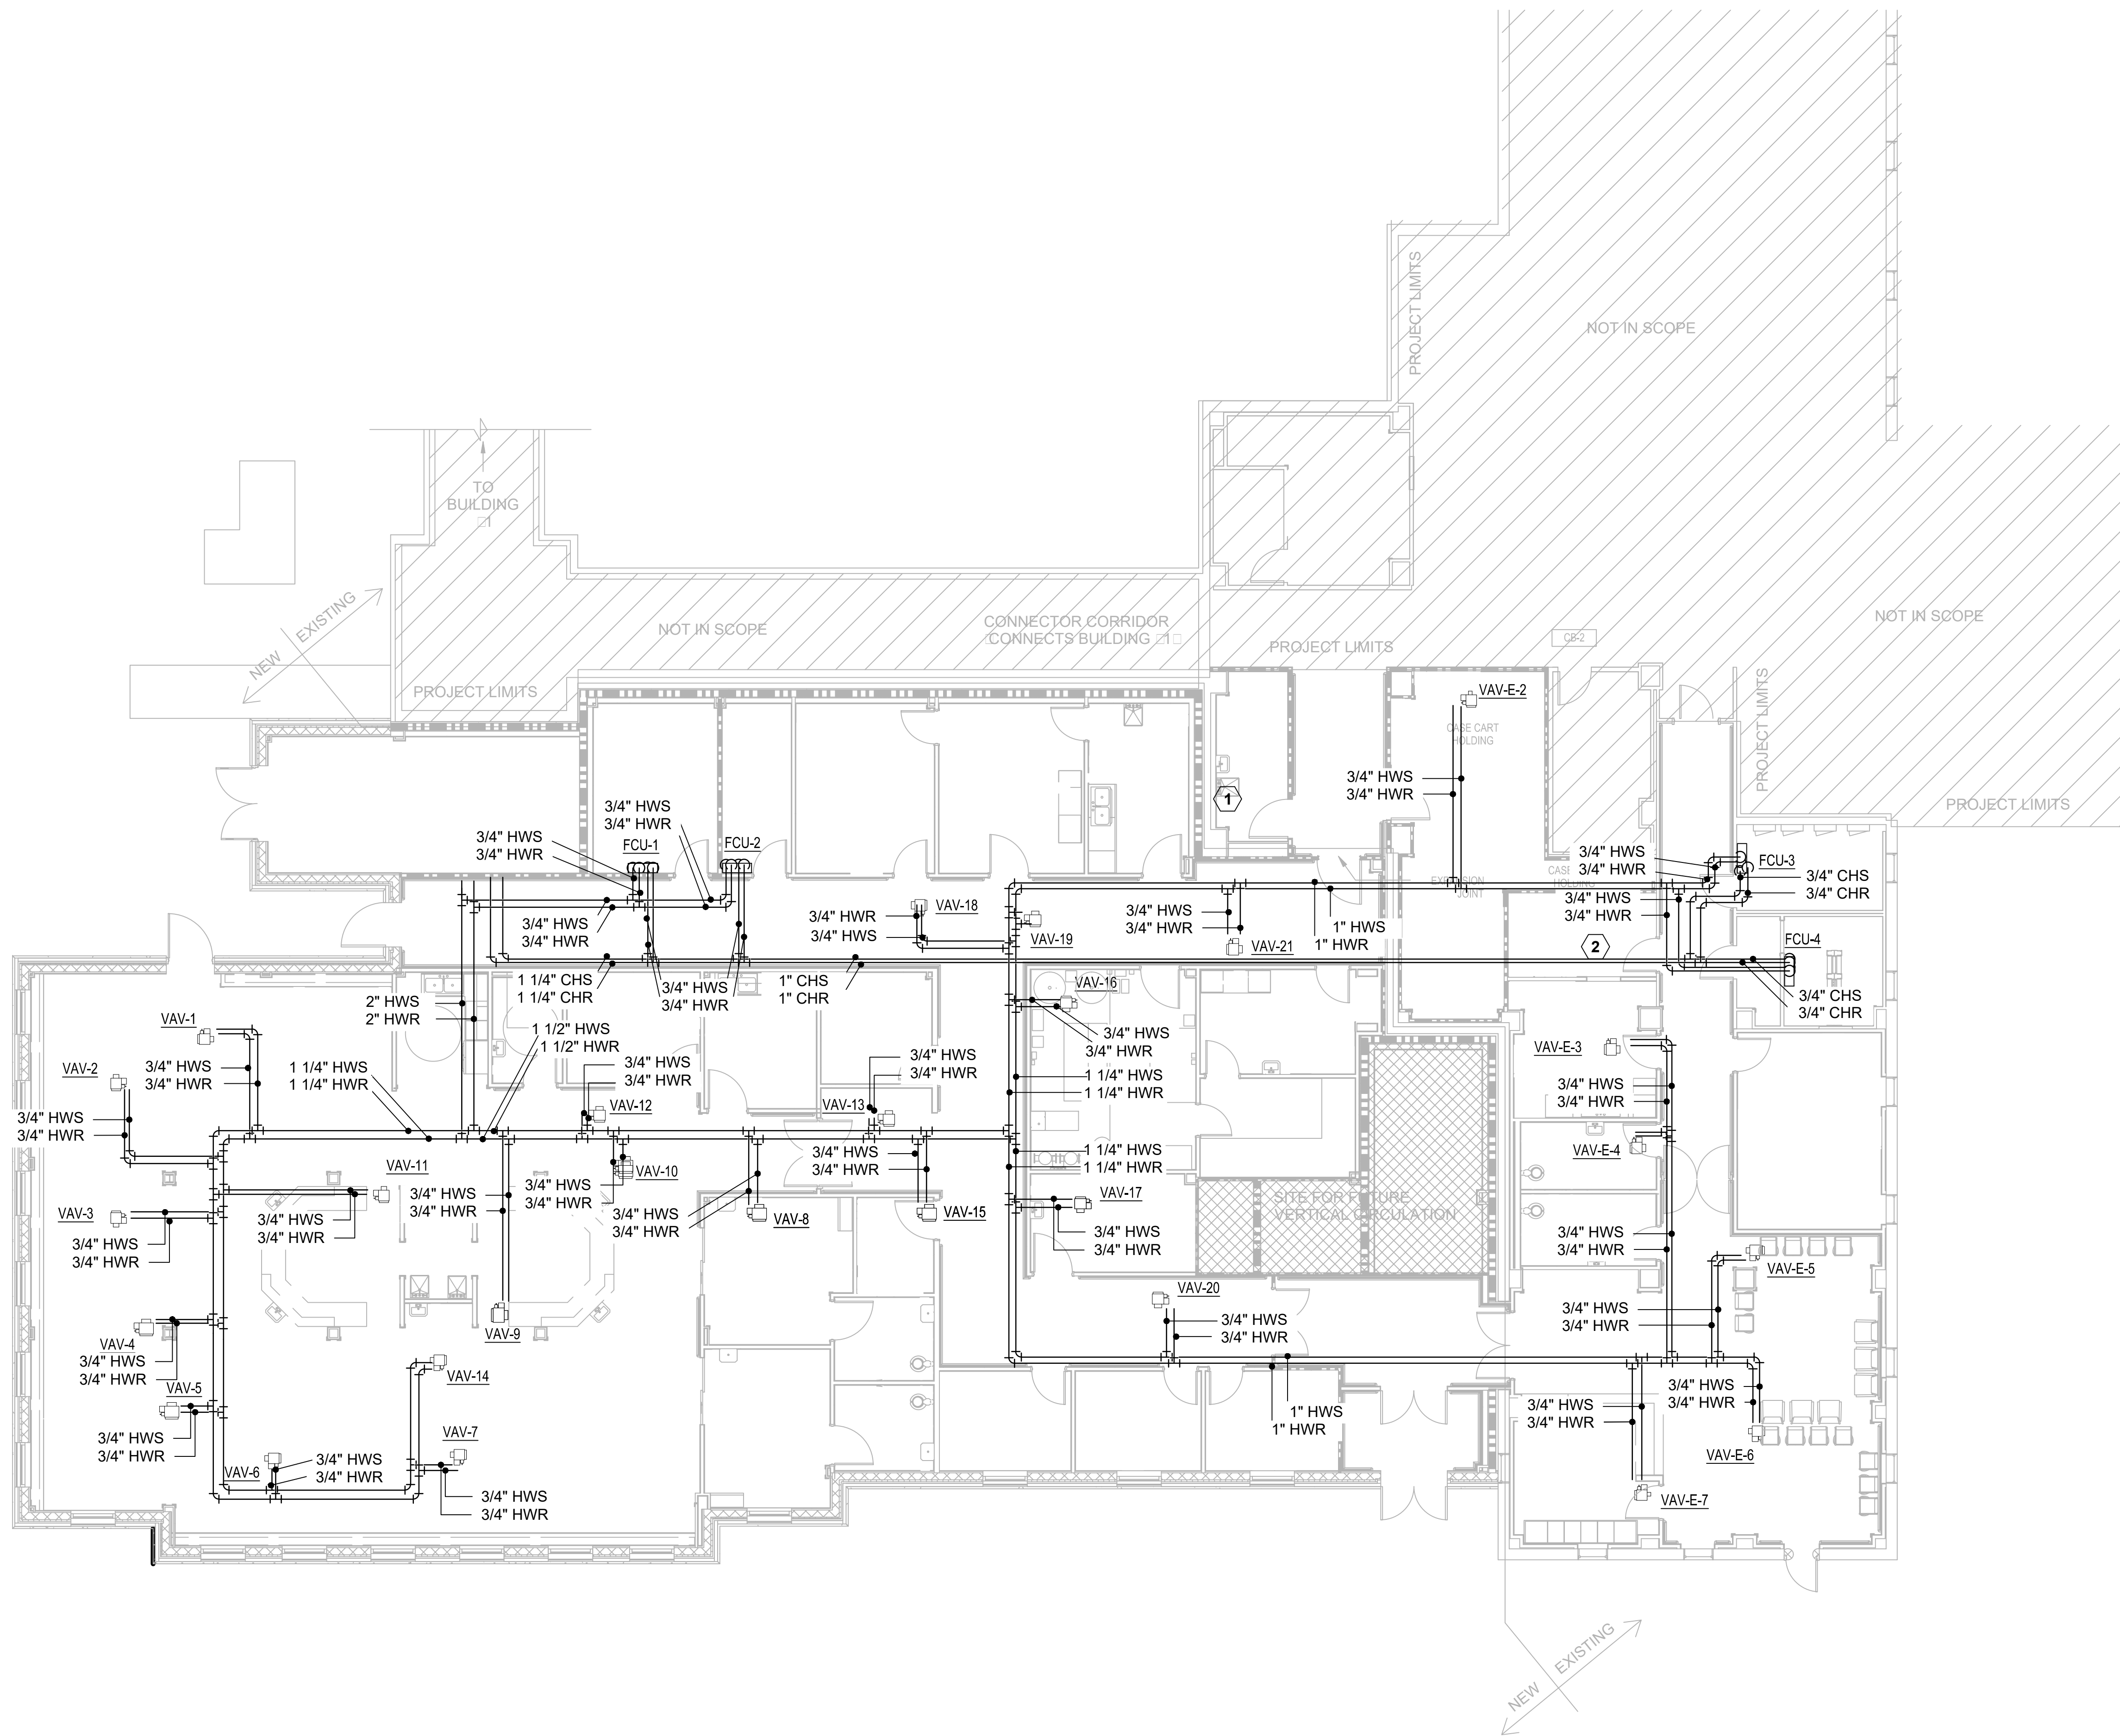 PROJECT LIMITS
NOT IN SCOPE
TO
BUILDING
□1
EXISTING
NEW
NOT IN SCOPE
CONNECTOR CORRIDOR
□CONNECTS BUILDING □1 □
PROJECT LIMITS
CB-2
NOT IN SCOPE
PROJECT LIMITS
PROJECT LIMITS
PROJECT LIMITS
VAV-E-2
CASE CART
HOLDING
3/4" HWS
3/4" HWR
1
3/4" HWS
3/4" HWR
3/4" HWS
3/4" HWR
FCU-1
FCU-2
3/4" HWS
3/4" HWR
FCU-3
CASE
HOLDING
3/4" CHS
3/4" CHR
EXPANSION
JOINT
3/4" HWS
3/4" HWR
VAV-18
3/4" HWR
3/4" HWS
3/4" HWS
3/4" HWR
3/4" HWS
3/4" HWR
1" HWS
1" HWR
VAV-19
VAV-21
2
FCU-4
3/4" CHS
3/4" CHR
1 1/4" CHS
1 1/4" CHR
3/4" HWS
3/4" HWR
1" CHS
1" CHR
VAV-16
2" HWS
2" HWR
VAV-1
1 1/2" HWS
1 1/2" HWR
3/4" HWS
3/4" HWR
VAV-E-3
VAV-2
3/4" HWS
3/4" HWR
1 1/4" HWS
1 1/4" HWR
3/4" HWS
3/4" HWR
3/4" HWS
3/4" HWR
1 1/4" HWS
1 1/4" HWR
3/4" HWS
3/4" HWR
3/4" HWS
3/4" HWR
VAV-12
VAV-13
VAV-E-4
3/4" HWS
3/4" HWR
1 1/4" HWS
1 1/4" HWR
VAV-11
VAV-10
3/4" HWS
3/4" HWR
3/4" HWS
3/4" HWR
VAV-17
SITE FOR FUTURE
VERTICAL CIRCULATION
VAV-3
3/4" HWS
3/4" HWR
3/4" HWS
3/4" HWR
3/4" HWS
3/4" HWR
VAV-8
VAV-15
3/4" HWS
3/4" HWR
3/4" HWS
3/4" HWR
VAV-E-5
VAV-20
3/4" HWS
3/4" HWR
VAV-9
3/4" HWS
3/4" HWR
VAV-4
3/4" HWS
3/4" HWR
VAV-14
VAV-5
3/4" HWS
3/4" HWR
1" HWS
1" HWR
3/4" HWS
3/4" HWR
3/4" HWS
3/4" HWR
VAV-7
VAV-6
3/4" HWS
3/4" HWR
VAV-E-6
3/4" HWS
3/4" HWR
VAV-E-7
EXISTING
NEW